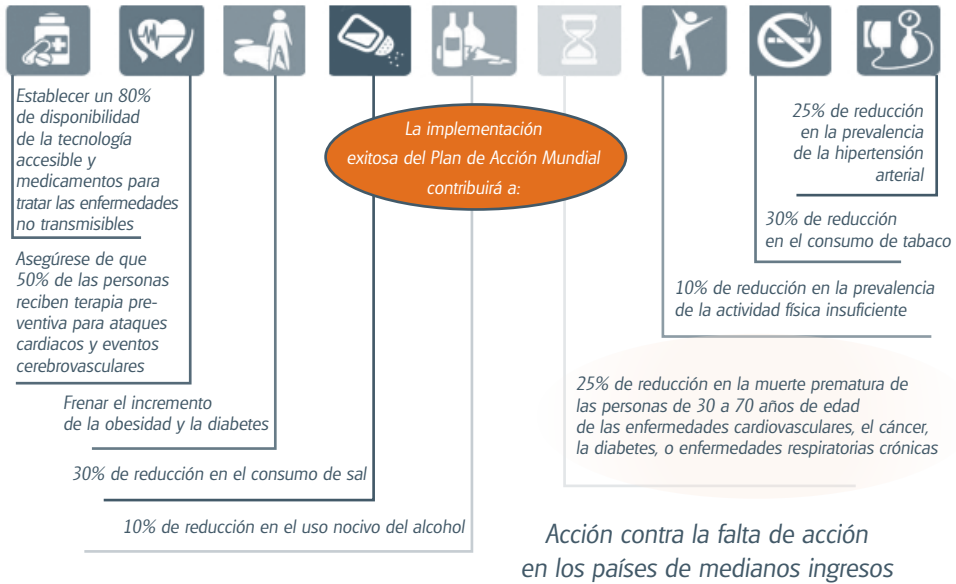 Establecer un 80%
de disponibilidad
de la tecnología
accesible y
medicamentos para
tratar las enfermedades
no transmisibles
Asegúrese de que
50% de las personas
reciben terapia pre-
ventiva para ataques
cardiacos y eventos
cerebrovasculares
Frenar el incremento
de la obesidad y la diabetes
30% de reducción en el consumo de sal
10% de reducción en el uso nocivo del alcohol
La implementación
exitosa del Plan de Acción Mundial
contribuirá a:
25% de reducción
en la prevalencia
de la hipertensión
arterial
30% de reducción
en el consumo de tabaco
10% de reducción en la prevalencia
de la actividad física insuficiente
25% de reducción en la muerte prematura de
las personas de 30 a 70 años de edad
de las enfermedades cardiovasculares, el cáncer,
la diabetes, o enfermedades respiratorias crónicas
Acción contra la falta de acción
en los países de medianos ingresos